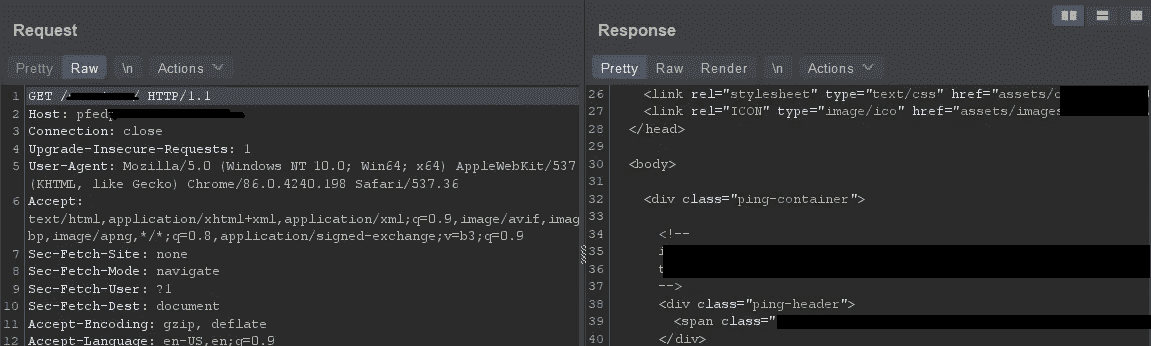 Request
Pretty Raw \n Actions
1 GET / / HTTP/1.1
2 Host: pfed
3 Connection: close
4 Upgrade-Insecure-Requests: 1
5 User-Agent: Mozilla/5.0 (Windows NT 10.0; Win64; x64) AppleWebKit/537
(KHTML, like Gecko) Chrome/86.0.4240.198 Safari/537.36
6 Accept:
text/html,application/xhtml+xml,application/xml;q=0.9,image/avif,imag
bp,image/apng,*/*;q=0.8,application/signed-exchange;v=b3;q=0.9
7 Sec-Fetch-Site: none
8 Sec-Fetch-Mode: navigate
9 Sec-Fetch-User: ?1
10 Sec-Fetch-Dest: document
11 Accept-Encoding: gzip, deflate
12 Accept-Language: en-US,en;q=0.9
Response
Pretty Raw Render \n Actions
26 <link rel="stylesheet" type="text/css" href="assets/c
27 <link rel="ICON" type="image/ico" href="assets/images
28 </head>
29
30 <body>
31
32 <div class="ping-container">
33
34 <!--
35 i
36 t
37 -->
38 <div class="ping-header">
39 <span class="
40 </div>